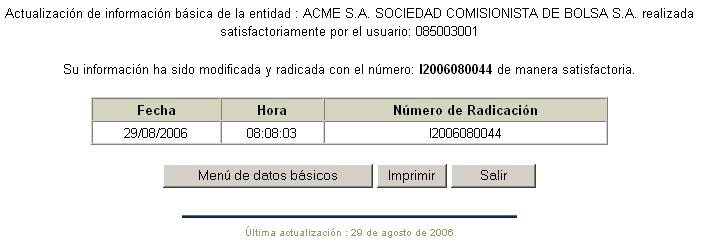 Actualización de información básica de la entidad : ACME S.A. SOCIEDAD COMISIONISTA DE BOLSA S.A. realizada
satisfactoriamente por el usuario: 085003001
Su información ha sido modificada y radicada con el número: I2006080044 de manera satisfactoria.
Fecha Hora Número de Radicación
29/08/2006 08:08:03 I2006080044
Menú de datos básicos Imprimir Salir
Última actualización : 29 de agosto de 2006